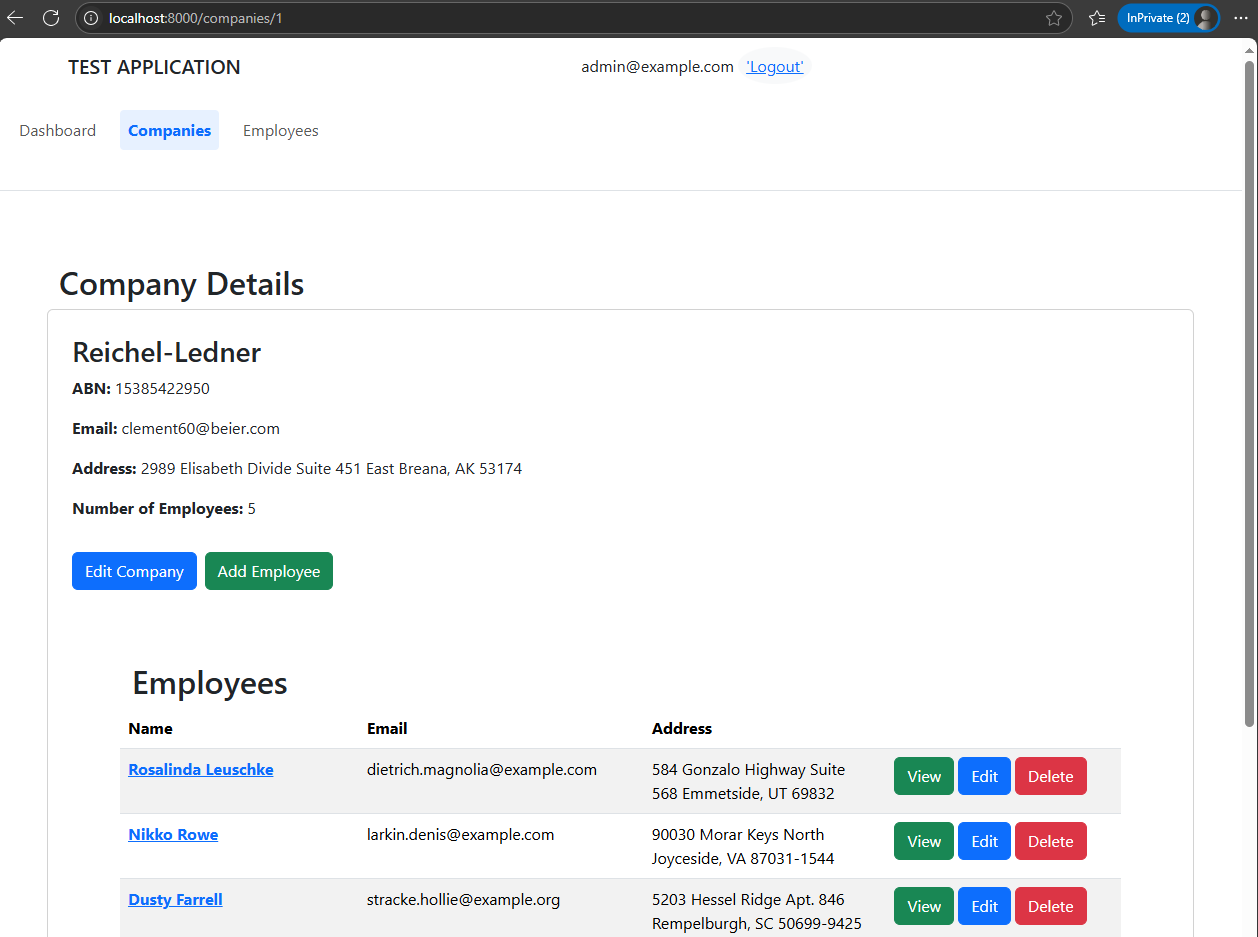 localhost:8000/companies/1
InPrivate (2)
TEST APPLICATION
admin@example.com 'Logout'
Dashboard Companies Employees
Company Details
Reichel-Ledner
ABN: 15385422950
Email: clement60@beier.com
Address: 2989 Elisabeth Divide Suite 451 East Breana, AK 53174
Number of Employees: 5
Edit Company Add Employee
Employees
Name Email Address
Rosalinda Leuschke dietrich.magnolia@example.com 584 Gonzalo Highway Suite View Edit Delete
568 Emmetside, UT 69832
Nikko Rowe larkin.denis@example.com 90030 Morar Keys North View Edit Delete
Joyceside, VA 87031-1544
Dusty Farrell stracke.hollie@example.org 5203 Hessel Ridge Apt. 846 View Edit Delete
Rempelburgh, SC 50699-9425